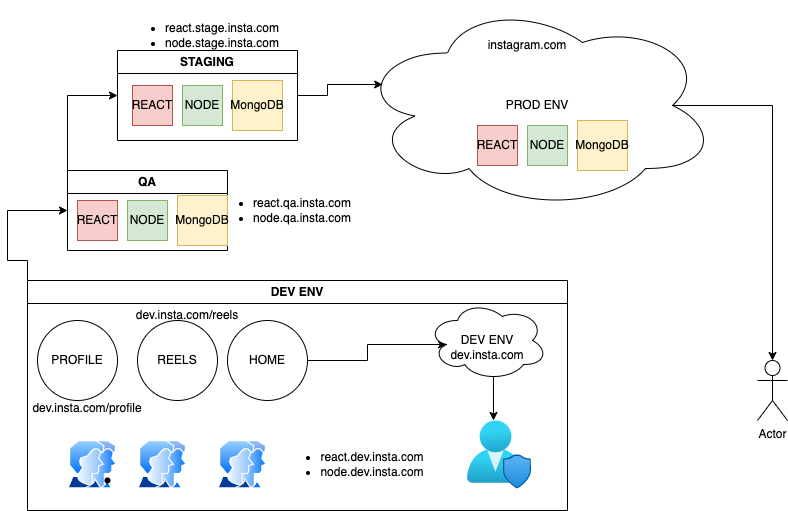 react.stage.insta.com
node.stage.insta.com
STAGING
REACT
NODE
MongoDB
instagram.com
PROD ENV
REACT
NODE
MongoDB
QA
REACT
NODE
MongoDB
react.qa.insta.com
node.qa.insta.com
DEV ENV
dev.insta.com/reels
PROFILE
REELS
HOME
DEV ENV
dev.insta.com
dev.insta.com/profile
react.dev.insta.com
node.dev.insta.com
Actor